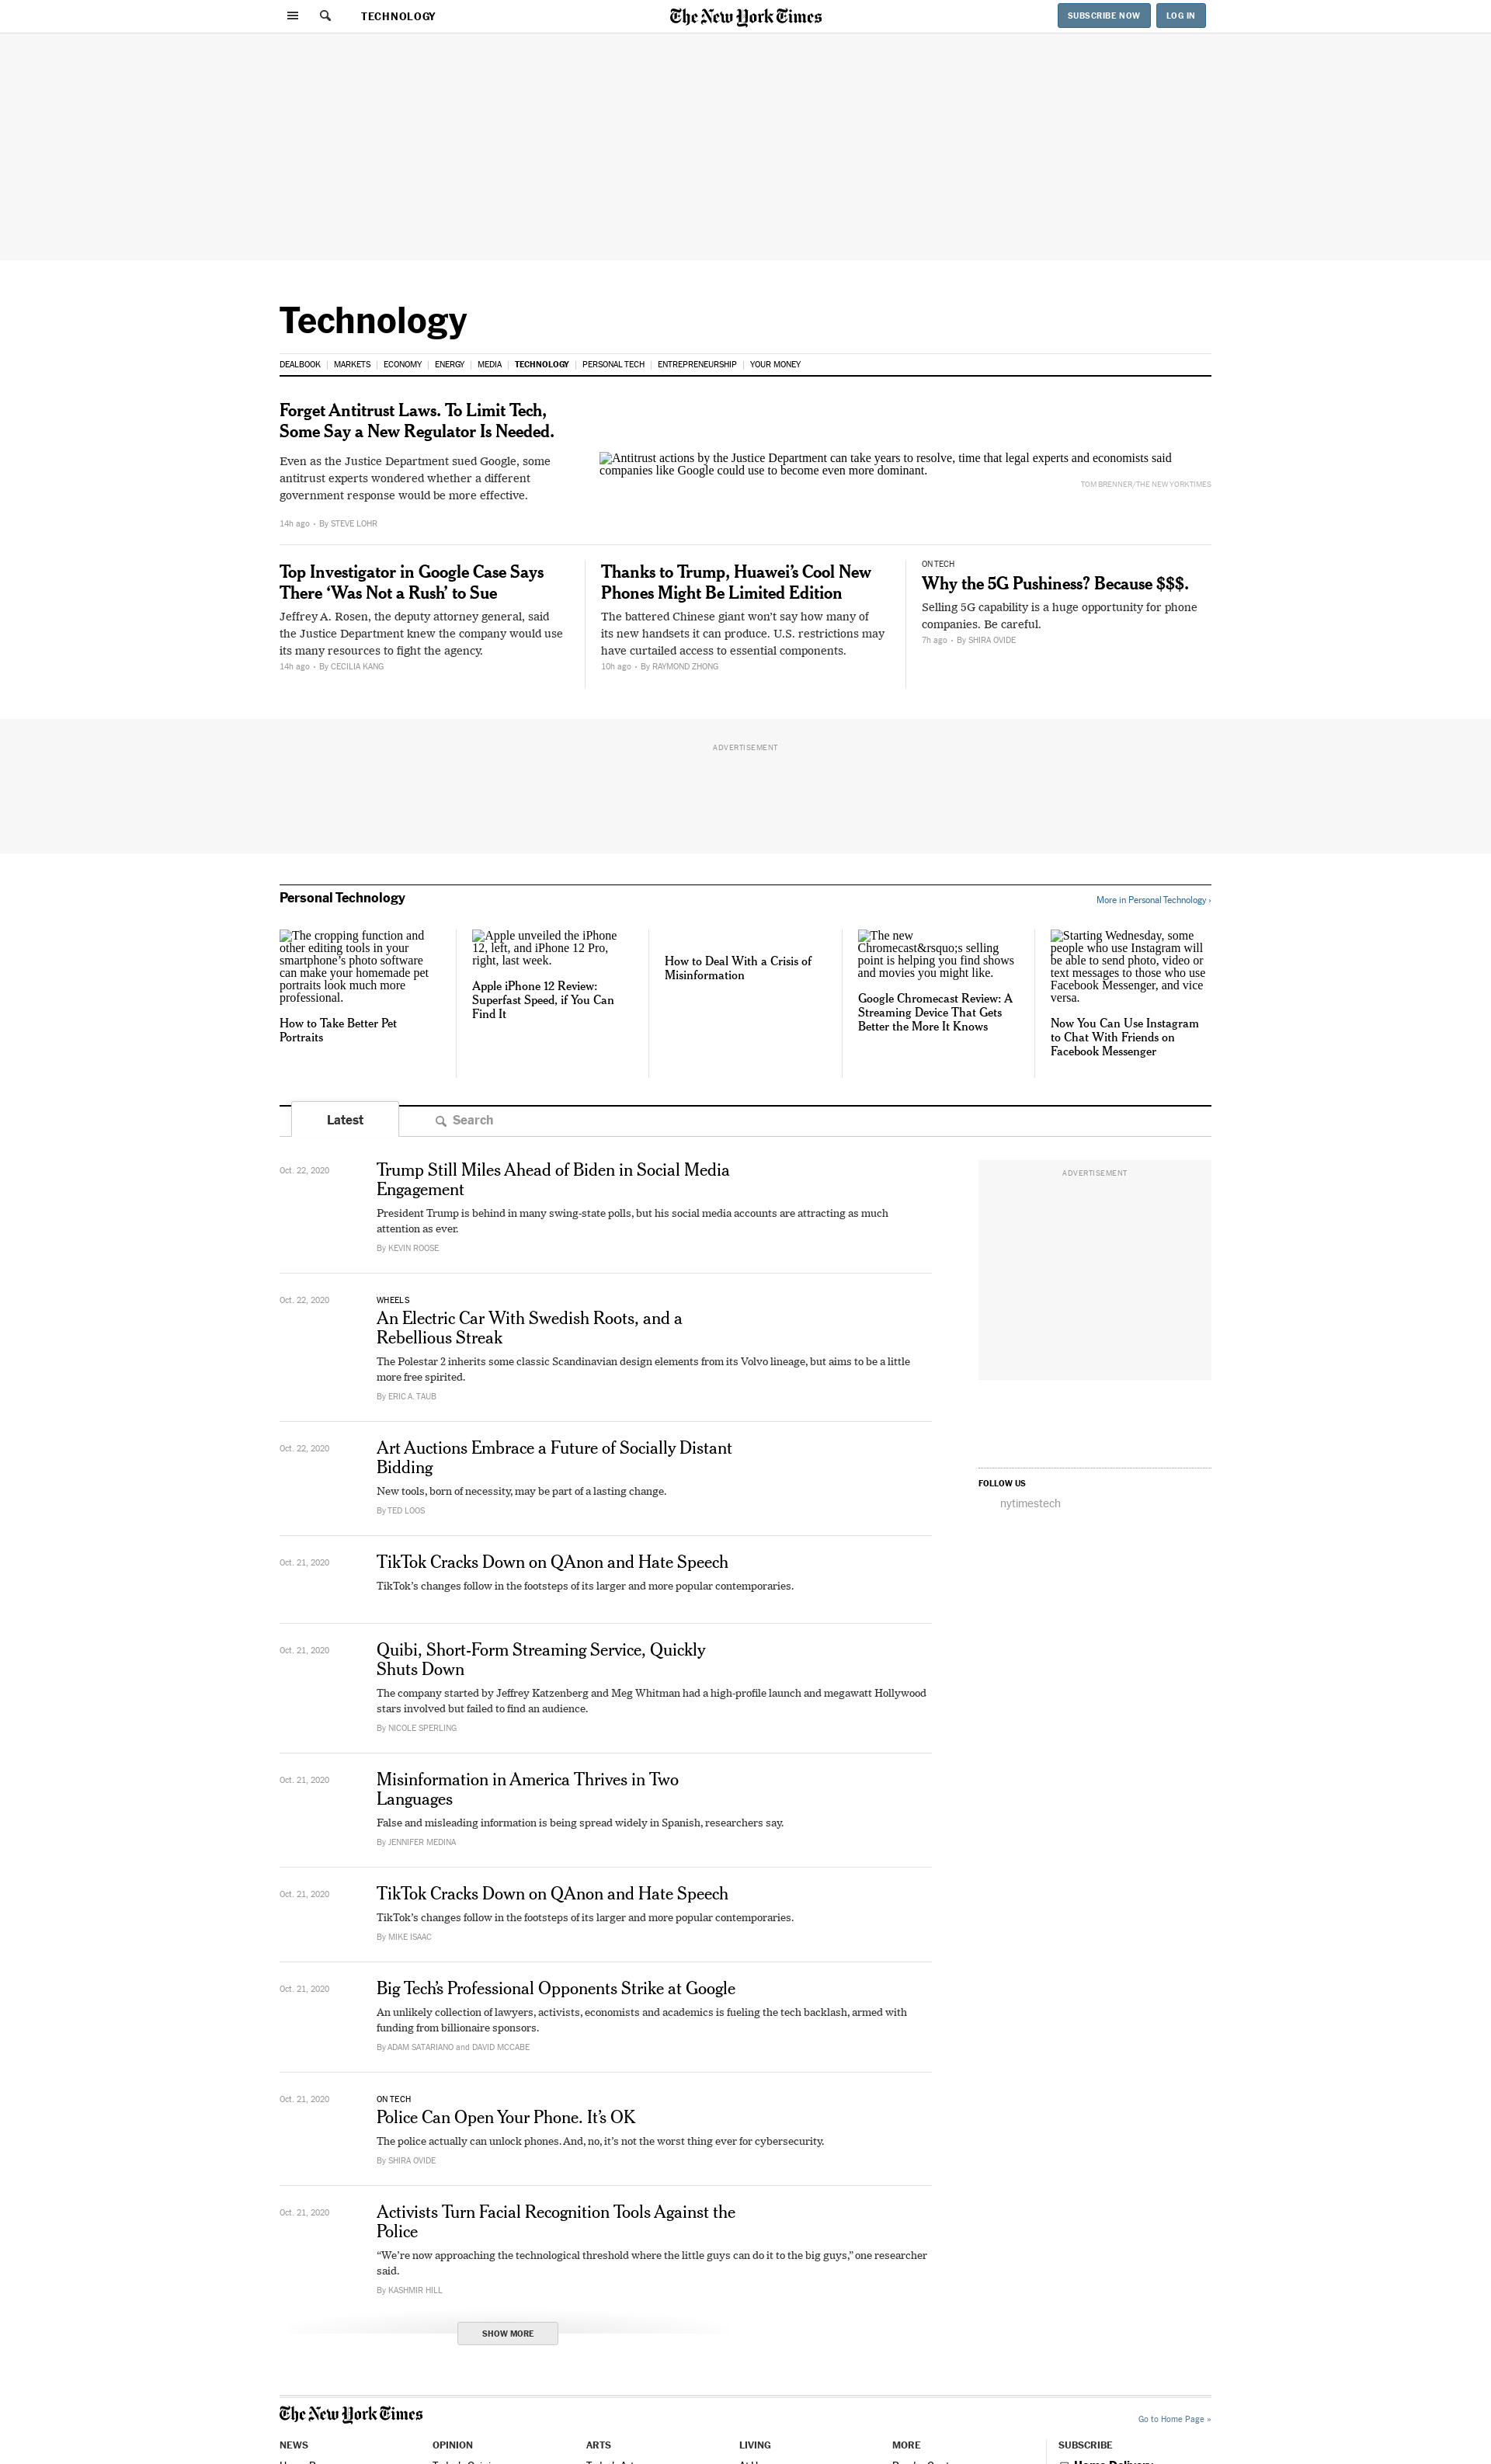 TECHNOLOGY
The New York Times
SUBSCRIBE NOW
LOG IN
Technology
DEALBOOK
MARKETS
ECONOMY
ENERGY
MEDIA
TECHNOLOGY
PERSONAL TECH
ENTREPRENEURSHIP
YOUR MONEY
Forget Antitrust Laws. To Limit Tech,
Some Say a New Regulator Is Needed.
Even as the Justice Department sued Google, some
antitrust experts wondered whether a different
government response would be more effective.
14h ago • By STEVE LOHR
Antitrust actions by the Justice Department can take years to resolve, time that legal experts and economists said
companies like Google could use to become even more dominant.
TOM BRENNER/THE NEW YORK TIMES
Top Investigator in Google Case Says
There ‘Was Not a Rush’ to Sue
Jeffrey A. Rosen, the deputy attorney general, said
the Justice Department knew the company would use
its many resources to fight the agency.
14h ago • By CECILIA KANG
Thanks to Trump, Huawei’s Cool New
Phones Might Be Limited Edition
The battered Chinese giant won’t say how many of
its new handsets it can produce. U.S. restrictions may
have curtailed access to essential components.
10h ago • By RAYMOND ZHONG
ON TECH
Why the 5G Pushiness? Because $$$.
Selling 5G capability is a huge opportunity for phone
companies. Be careful.
7h ago • By SHIRA OVIDE
ADVERTISEMENT
Personal Technology
More in Personal Technology ›
The cropping function and
other editing tools in your
smartphone’s photo software
can make your homemade pet
portraits look much more
professional.
How to Take Better Pet
Portraits
Apple unveiled the iPhone
12, left, and iPhone 12 Pro,
right, last week.
Apple iPhone 12 Review:
Superfast Speed, if You Can
Find It
How to Deal With a Crisis of
Misinformation
The new
Chromecast&rsquo;s selling
point is helping you find shows
and movies you might like.
Google Chromecast Review: A
Streaming Device That Gets
Better the More It Knows
Starting Wednesday, some
people who use Instagram will
be able to send photo, video or
text messages to those who use
Facebook Messenger, and vice
versa.
Now You Can Use Instagram
to Chat With Friends on
Facebook Messenger
Latest
Search
Oct. 22, 2020
Trump Still Miles Ahead of Biden in Social Media
Engagement
President Trump is behind in many swing-state polls, but his social media accounts are attracting as much
attention as ever.
By KEVIN ROOSE
ADVERTISEMENT
Oct. 22, 2020
WHEELS
An Electric Car With Swedish Roots, and a
Rebellious Streak
The Polestar 2 inherits some classic Scandinavian design elements from its Volvo lineage, but aims to be a little
more free spirited.
By ERIC A. TAUB
Oct. 22, 2020
Art Auctions Embrace a Future of Socially Distant
Bidding
New tools, born of necessity, may be part of a lasting change.
By TED LOOS
FOLLOW US
nytimestech
Oct. 21, 2020
TikTok Cracks Down on QAnon and Hate Speech
TikTok’s changes follow in the footsteps of its larger and more popular contemporaries.
Oct. 21, 2020
Quibi, Short-Form Streaming Service, Quickly
Shuts Down
The company started by Jeffrey Katzenberg and Meg Whitman had a high-profile launch and megawatt Hollywood
stars involved but failed to find an audience.
By NICOLE SPERLING
Oct. 21, 2020
Misinformation in America Thrives in Two
Languages
False and misleading information is being spread widely in Spanish, researchers say.
By JENNIFER MEDINA
Oct. 21, 2020
TikTok Cracks Down on QAnon and Hate Speech
TikTok’s changes follow in the footsteps of its larger and more popular contemporaries.
By MIKE ISAAC
Oct. 21, 2020
Big Tech’s Professional Opponents Strike at Google
An unlikely collection of lawyers, activists, economists and academics is fueling the tech backlash, armed with
funding from billionaire sponsors.
By ADAM SATARIANO and DAVID MCCABE
Oct. 21, 2020
ON TECH
Police Can Open Your Phone. It’s OK
The police actually can unlock phones. And, no, it’s not the worst thing ever for cybersecurity.
By SHIRA OVIDE
Oct. 21, 2020
Activists Turn Facial Recognition Tools Against the
Police
“We’re now approaching the technological threshold where the little guys can do it to the big guys,” one researcher
said.
By KASHMIR HILL
SHOW MORE
The New York Times
Go to Home Page »
NEWS
OPINION
ARTS
LIVING
MORE
SUBSCRIBE